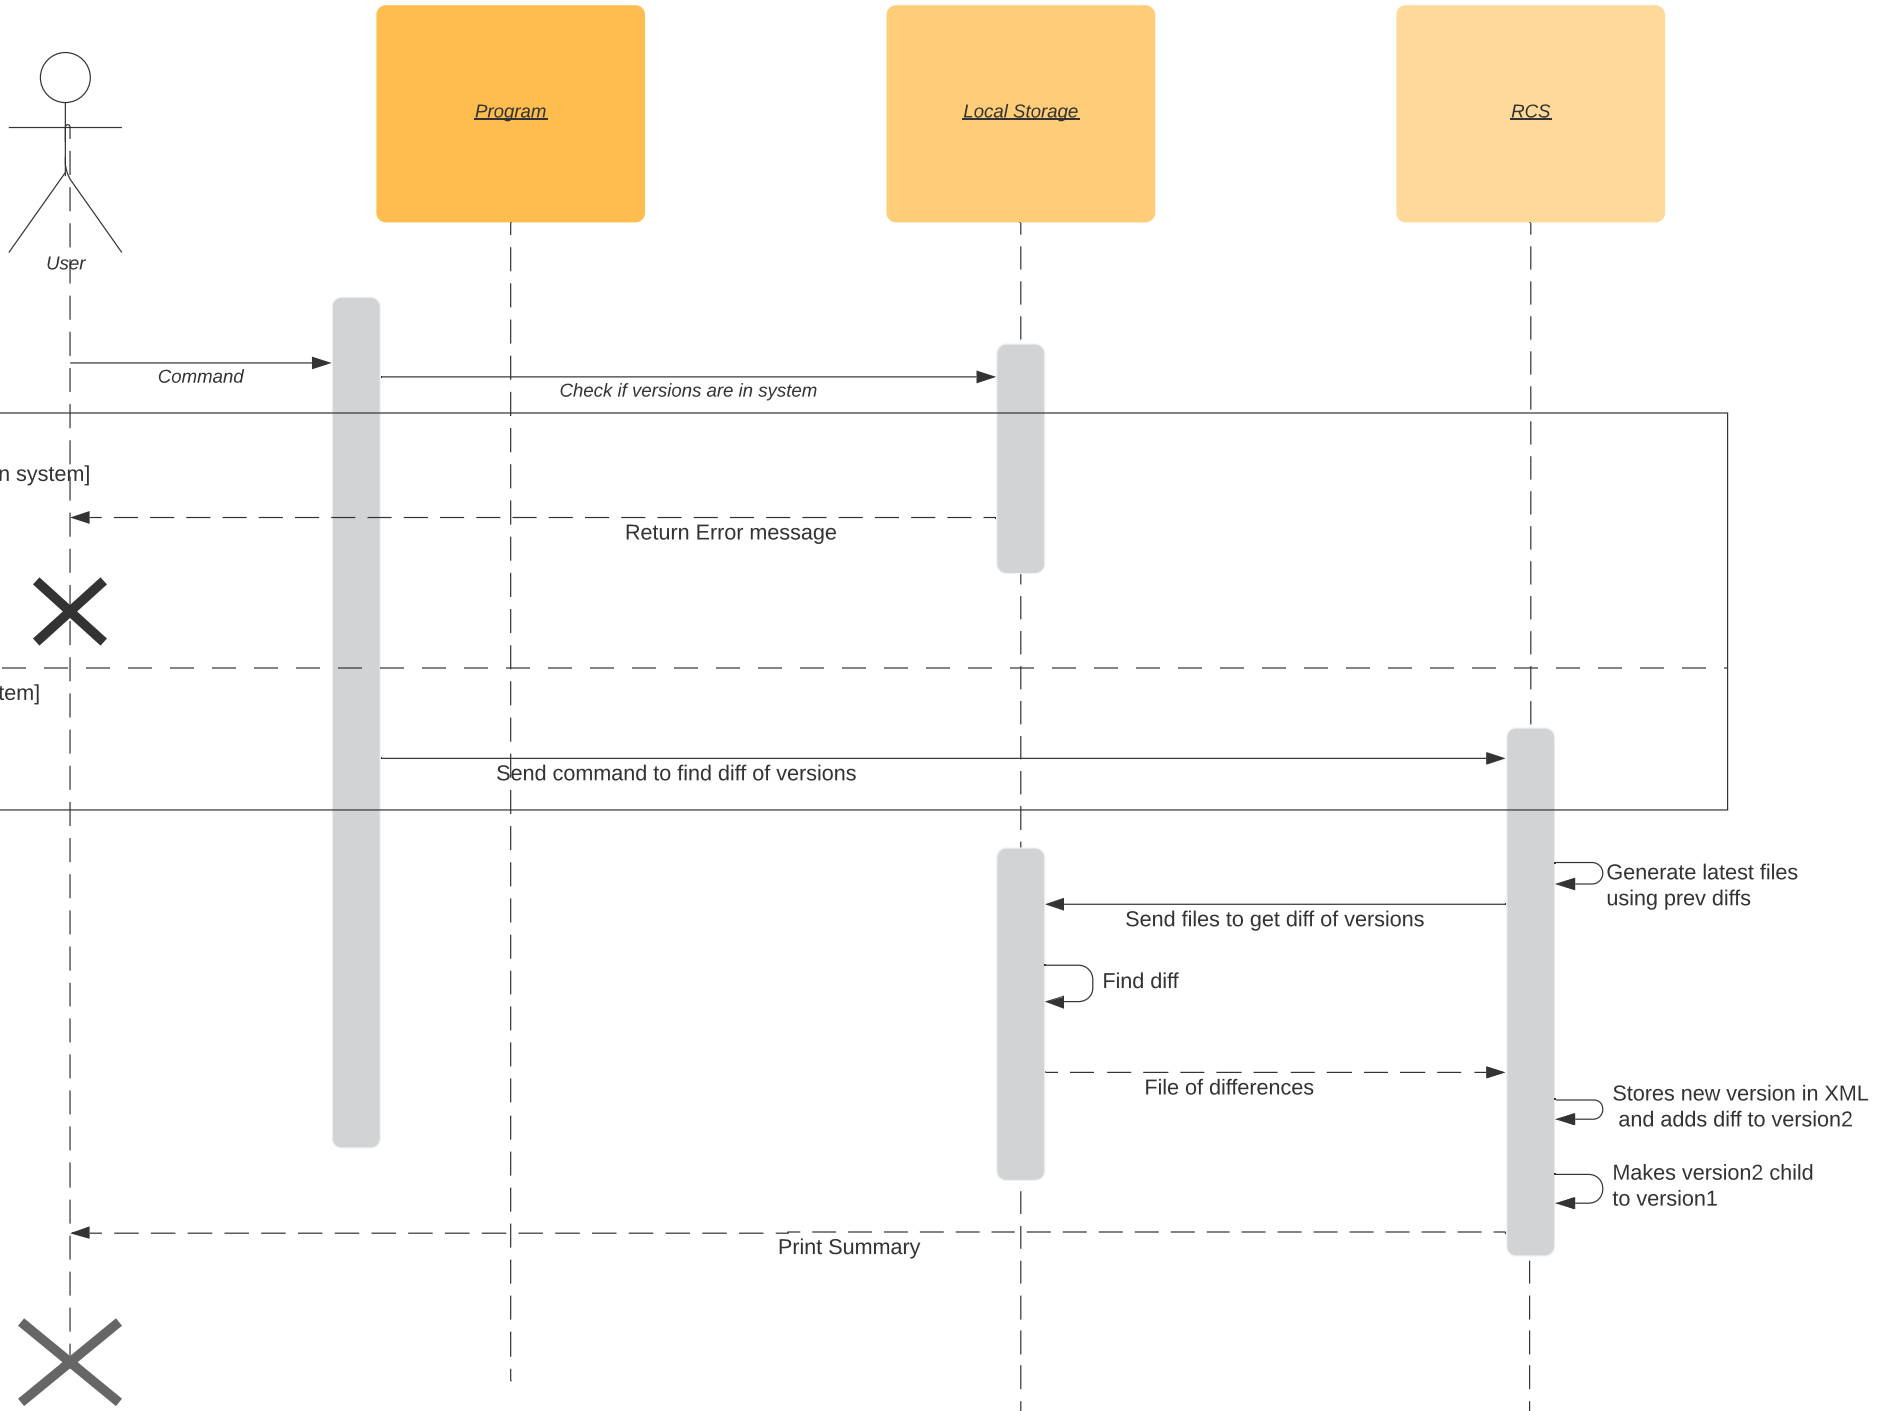 Program
Local Storage
RCS
User
Command
Check if versions are in system
n system]
Return Error message
tem]
Send command to find diff of versions
Generate latest files
using prev diffs
Send files to get diff of versions
Find diff
File of differences
Stores new version in XML
and adds diff to version2
Makes version2 child
to version1
Print Summary